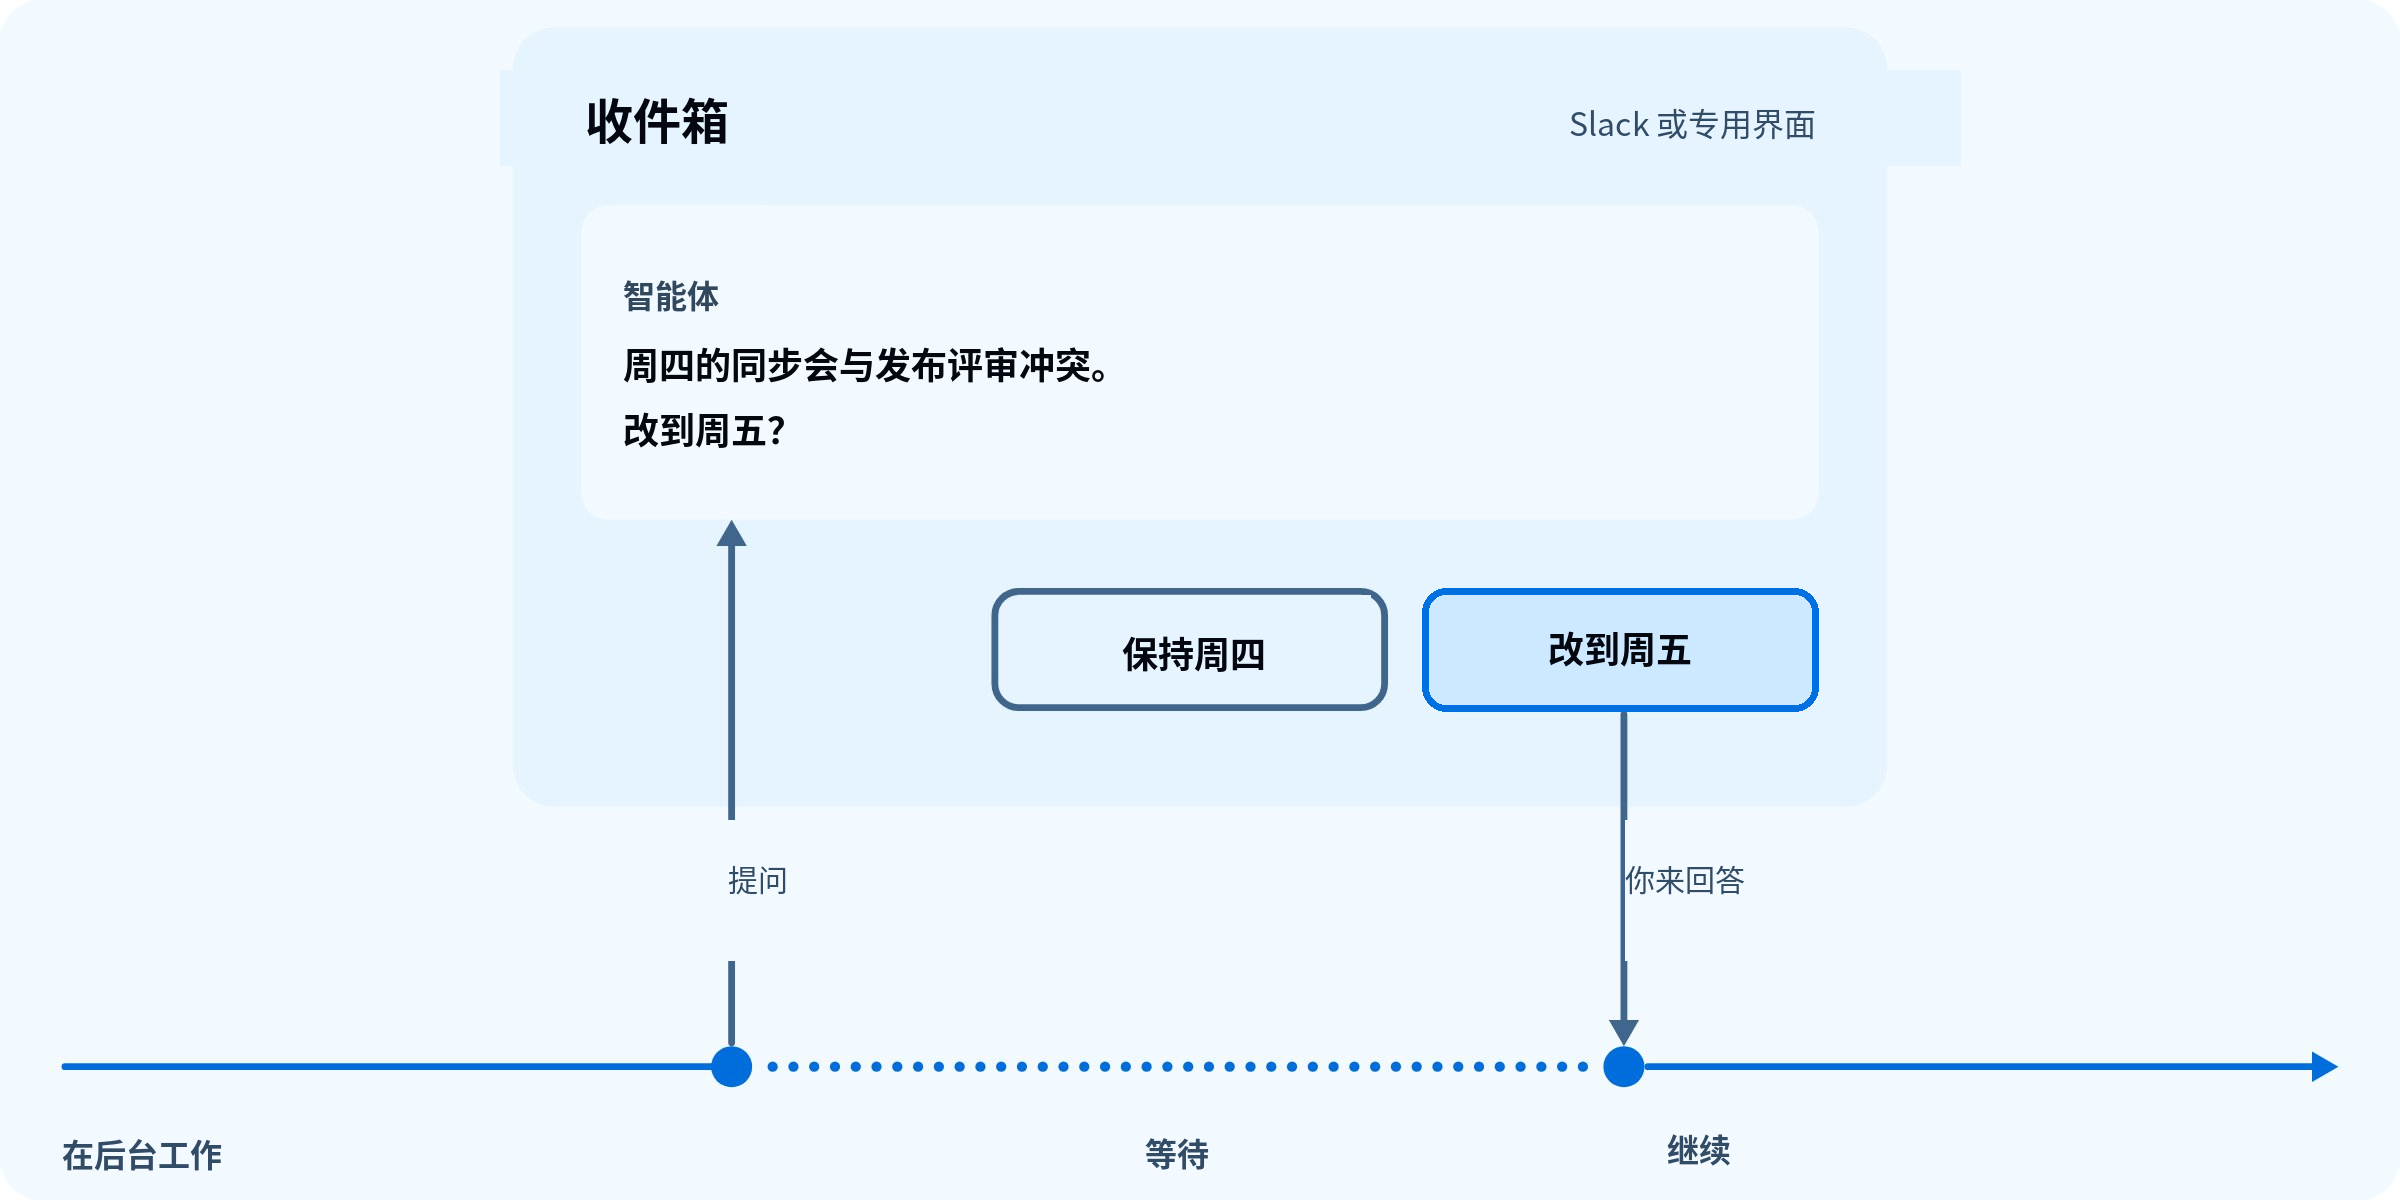 收件箱
Slack 或专用界面
智能体
周四的同步会与发布评审冲突。
改到周五？
保持周四
改到周五
提问
你来回答
在后台工作
等待
继续